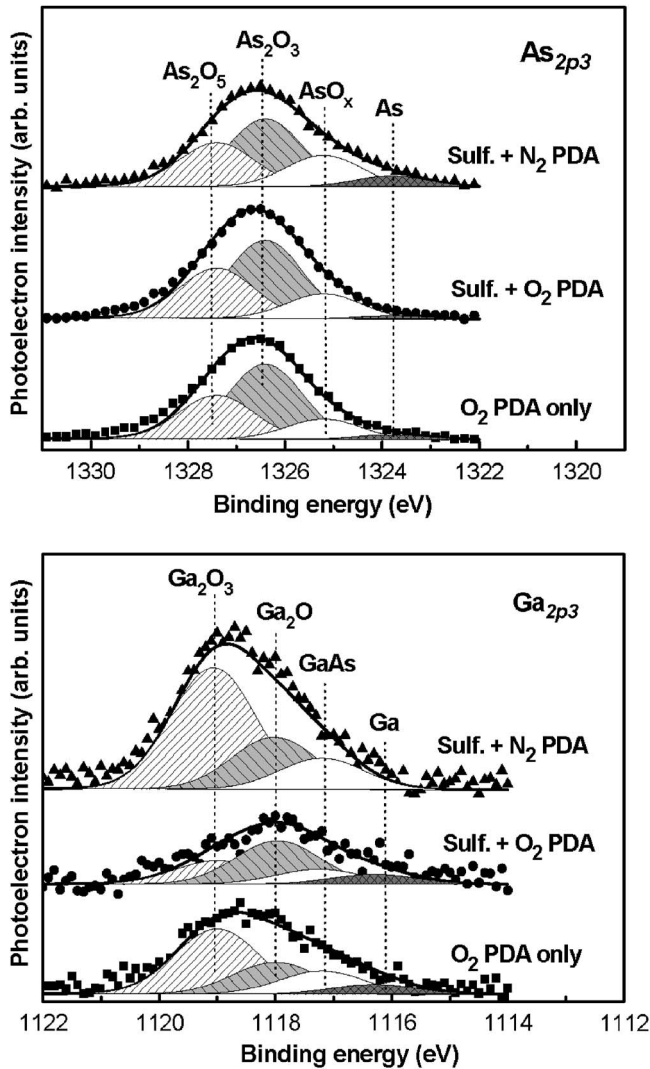 Photoelectron intensity (arb. units)
As2p3
As2O5
As2O3
AsOx
As
Sulf. + N2 PDA
Sulf. + O2 PDA
O2 PDA only
1330 1328 1326 1324 1322 1320
Binding energy (eV)
Photoelectron intensity (arb. units)
Ga2p3
Ga2O3
Ga2O
GaAs
Ga
Sulf. + N2 PDA
Sulf. + O2 PDA
O2 PDA only
1122 1120 1118 1116 1114 1112
Binding energy (eV)